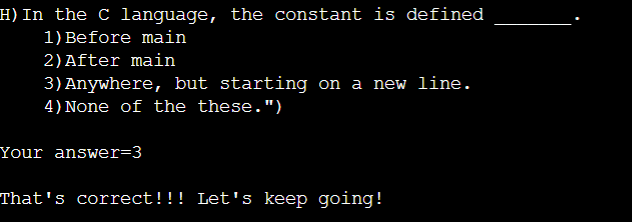 H)In the C language, the constant is defined _______.
1)Before main
2)After main
3)Anywhere, but starting on a new line.
4)None of the these.")
Your answer=3
That's correct!!! Let's keep going!